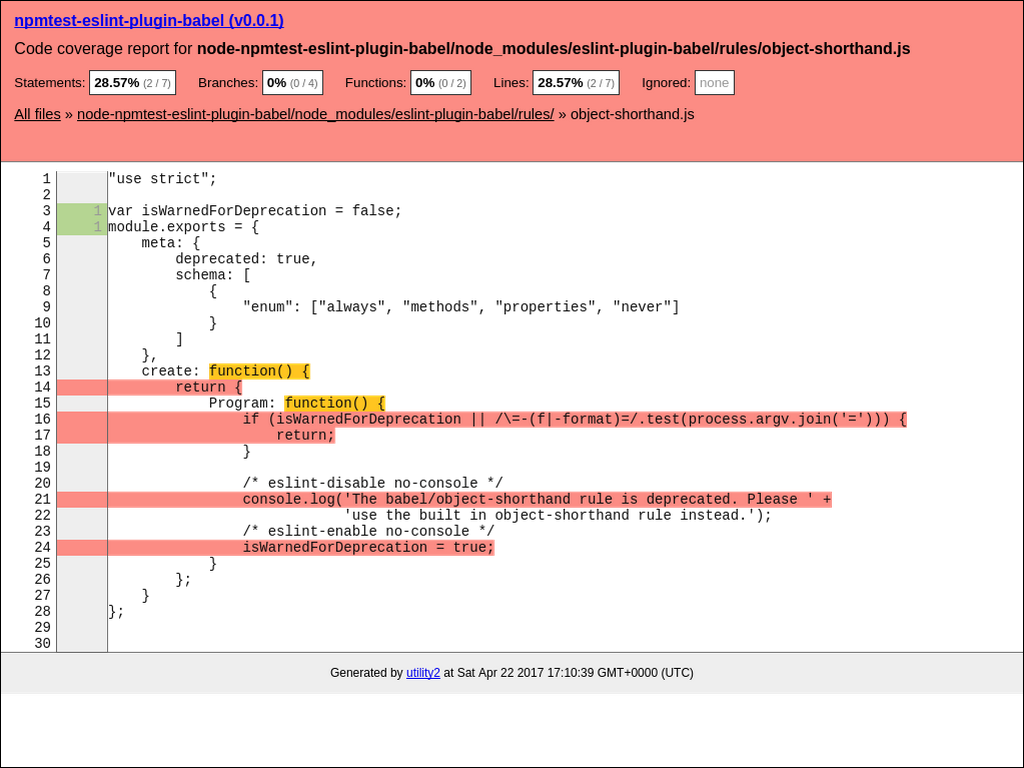 npmtest-eslint-plugin-babel (v0.0.1)
Code coverage report for node-npmtest-eslint-plugin-babel/node_modules/eslint-plugin-babel/rules/object-shorthand.js
Statements: 28.57% (2 / 7) Branches: 0% (0 / 4) Functions: 0% (0 / 2) Lines: 28.57% (2 / 7) Ignored: none
All files » node-npmtest-eslint-plugin-babel/node_modules/eslint-plugin-babel/rules/ » object-shorthand.js
1 "use strict";
2
3 1 var isWarnedForDeprecation = false;
4 1 module.exports = {
5     meta: {
6         deprecated: true,
7         schema: [
8             {
9                 "enum": ["always", "methods", "properties", "never"]
10             }
11         ]
12     },
13     create: function() {
14         return {
15             Program: function() {
16                 if (isWarnedForDeprecation || /\=-(f|-format)=/.test(process.argv.join('='))) {
17                     return;
18                 }
19
20                 /* eslint-disable no-console */
21                 console.log('The babel/object-shorthand rule is deprecated. Please ' +
22                             'use the built in object-shorthand rule instead.');
23                 /* eslint-enable no-console */
24                 isWarnedForDeprecation = true;
25             }
26         };
27     }
28 };
29
30
Generated by utility2 at Sat Apr 22 2017 17:10:39 GMT+0000 (UTC)